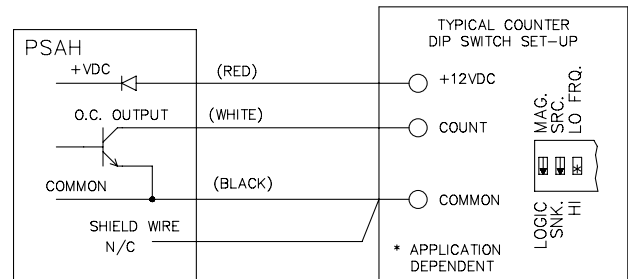 TYPICAL COUNTER
DIP SWITCH SET-UP
PSAH
+VDC
(RED)
+12VDC
O.C. OUTPUT
(WHITE)
COUNT
MAG.
SRC.
LO FRQ.
*
COMMON
(BLACK)
COMMON
LOGIC
SNK.
HI
SHIELD WIRE
N/C
* APPLICATION
DEPENDENT